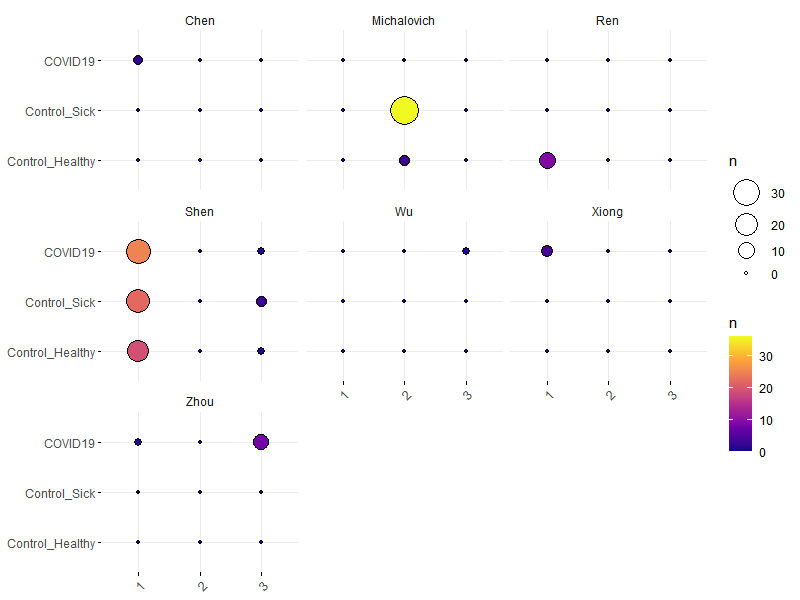 Chen Michalovich Ren
COVID19
Control_Sick
Control_Healthy
Shen Wu Xiong
COVID19
Control_Sick
Control_Healthy
1 2 3 1 2 3
Zhou
COVID19
Control_Sick
Control_Healthy
1 2 3
n
30
20
10
0
n
30
20
10
0